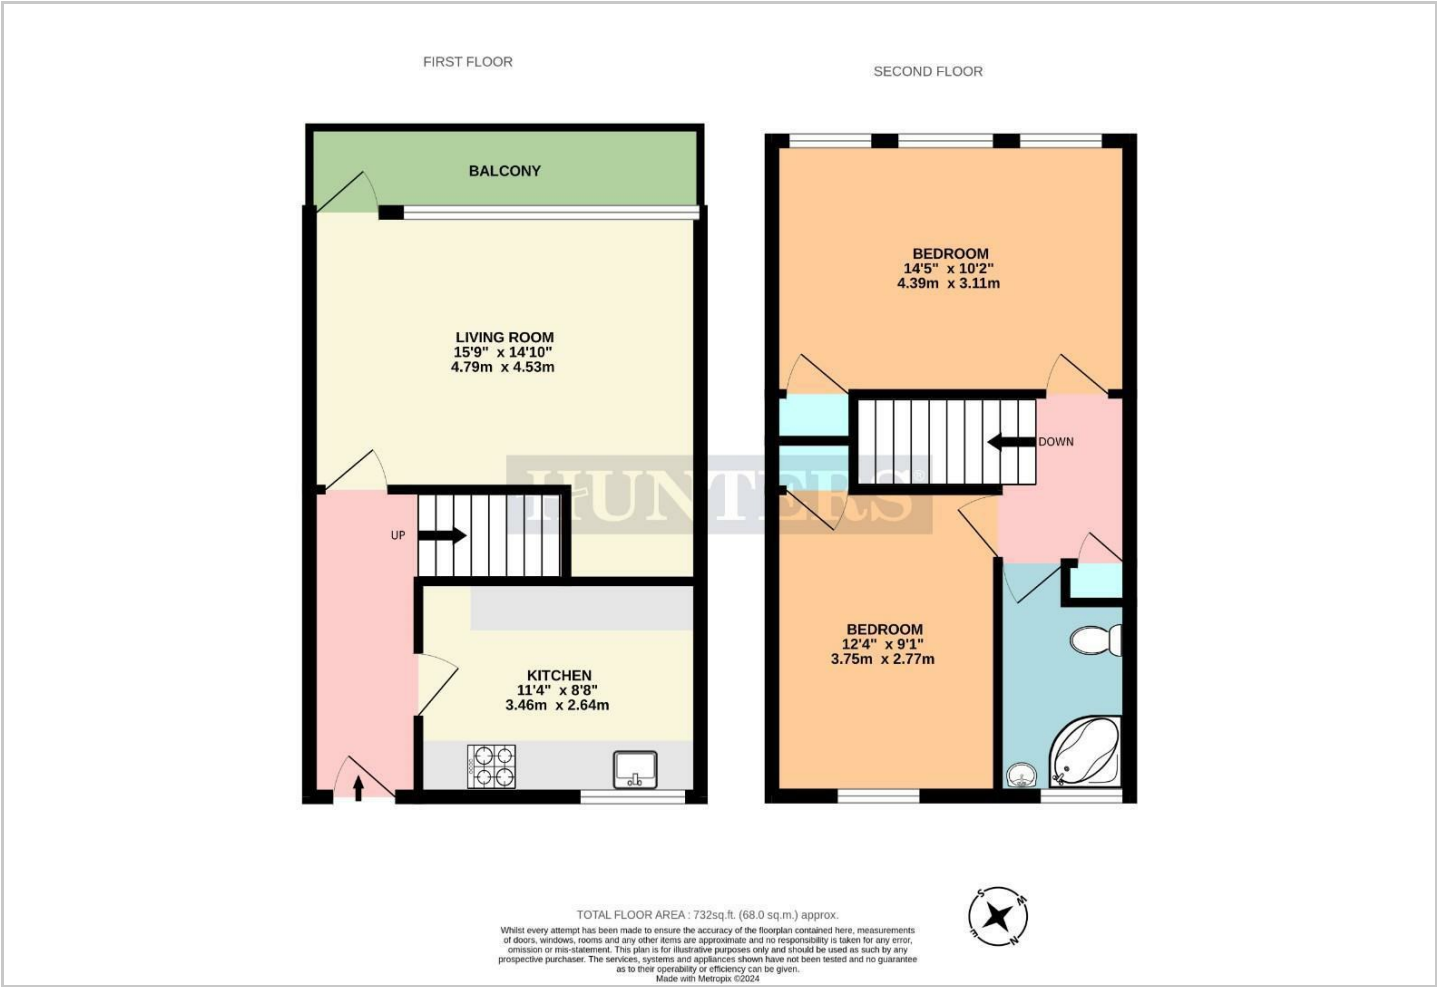 FIRST FLOOR
SECOND FLOOR
BALCONY
LIVING ROOM
15'9" x 14'10"
4.79m x 4.53m
BEDROOM
14'5" x 10'2"
4.39m x 3.11m
UP
DOWN
HUNTERS®
KITCHEN
11'4" x 8'8"
3.46m x 2.64m
BEDROOM
12'4" x 9'1"
3.75m x 2.77m
S
W
E
N
TOTAL FLOOR AREA : 732sq.ft. (68.0 sq.m.) approx.
Whilst every attempt has been made to ensure the accuracy of the floorplan contained here, measurements
of doors, windows, rooms and any other items are approximate and no responsibility is taken for any error,
omission or mis-statement. This plan is for illustrative purposes only and should be used as such by any
prospective purchaser. The services, systems and appliances shown have not been tested and no guarantee
as to their operability or efficiency can be given.
Made with Metropix ©2024